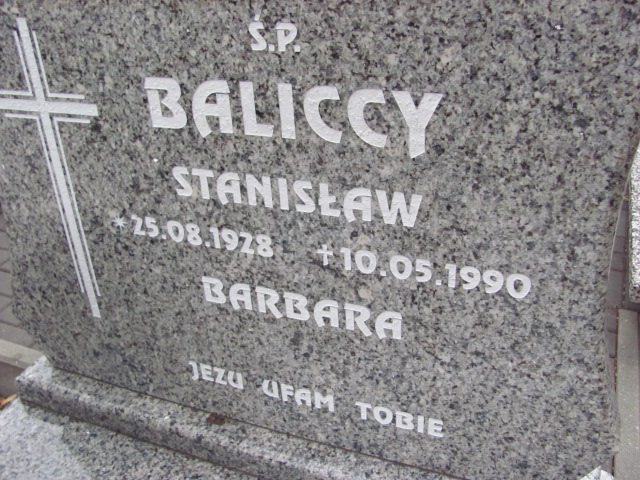 Ś.P.
BALICCY
STANISŁAW
*25.08.1928 +10.05.1990
BARBARA
JEZU UFAM TOBIE